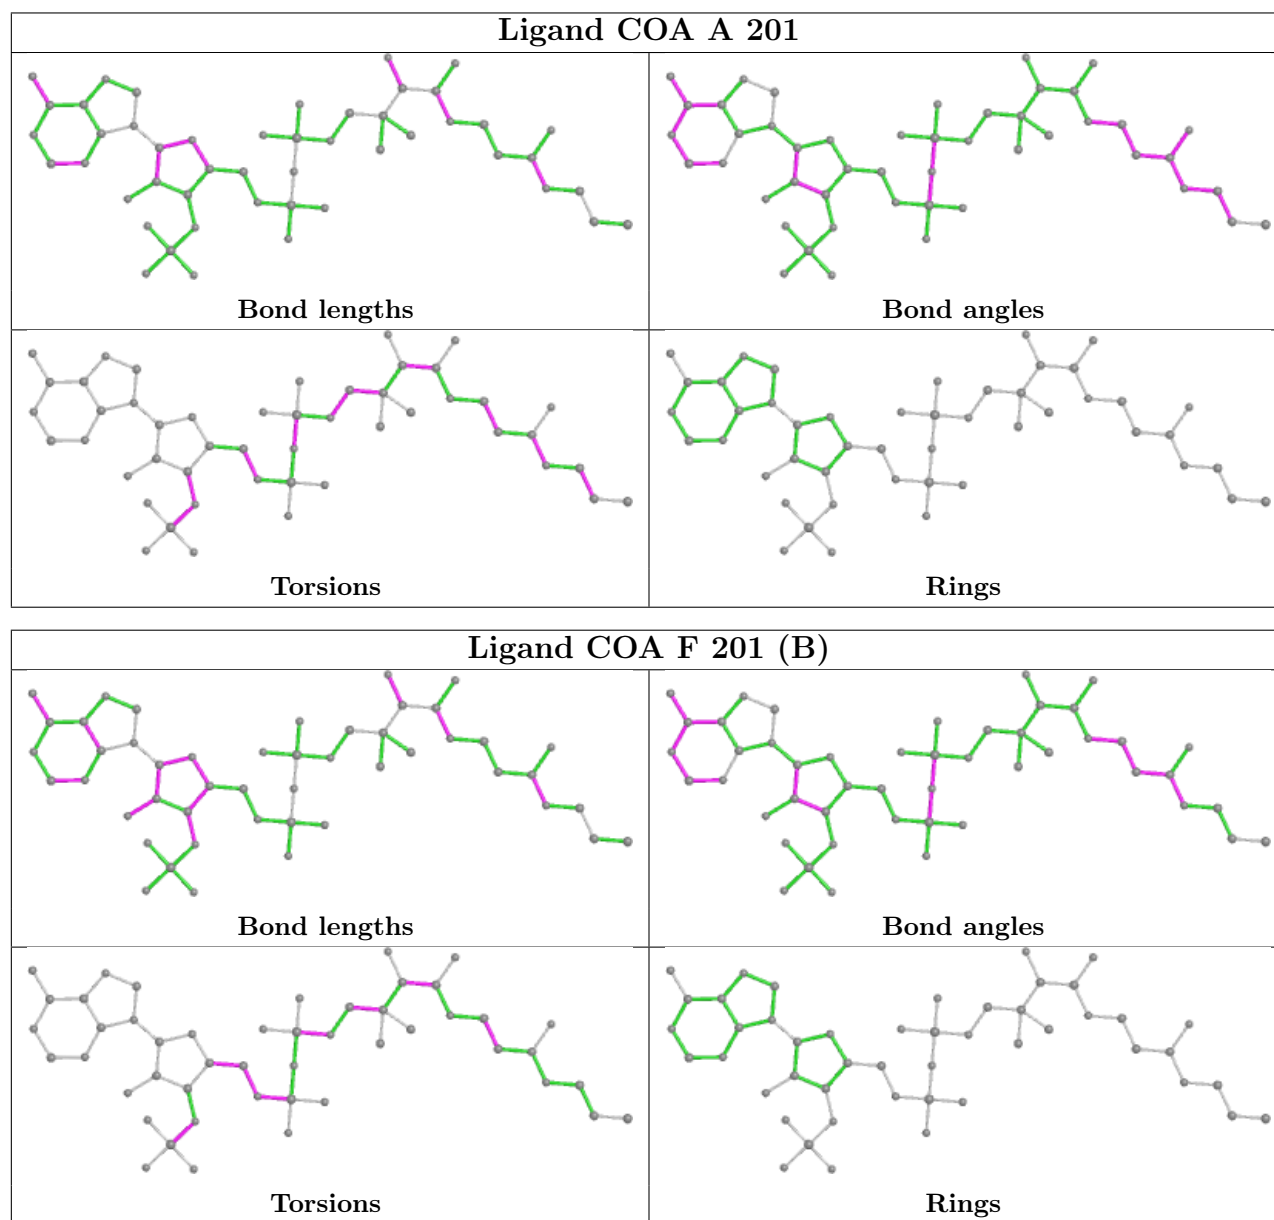 Ligand COA A 201
Bond lengths
Bond angles
Torsions
Rings
Ligand COA F 201 (B)
Bond lengths
Bond angles
Torsions
Rings